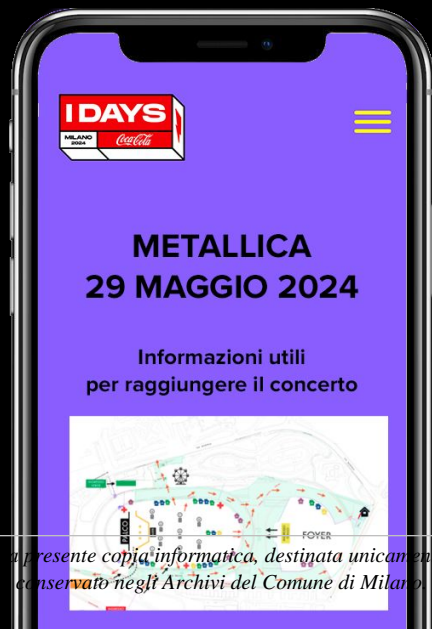 I DAYS
MILANO
2024
Coca-Cola
METALLICA
29 MAGGIO 2024
Informazioni utili
per raggiungere il concerto
PALCO
FOYER
a presente copia informatica, destinata unicamen
conservato negli Archivi del Comune di Milano.